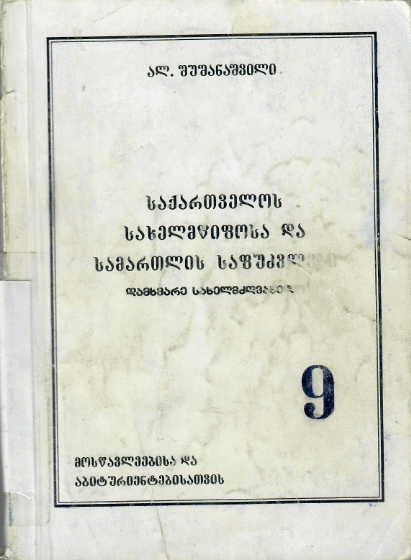 ალ. შუშანაშვილი
საქართველოს
სახელმწიფოსა და
სამართლის
დამხმარე
9
მოსწავლეებისა და
აბიტურიენტებისათვის